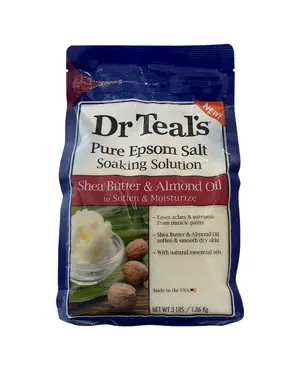 NEW!
Dr Teal's
Pure Epsom Salt
Soaking Solution
Shea Butter & Almond Oil
to Soften & Moisturize
• Eases aches & soreness
from muscle pains
• Shea Butter & Almond Oil
soften & smooth dry skin
• With natural essential oils
Made in the USA
NET WT 3 LBS / 1.36 Kg